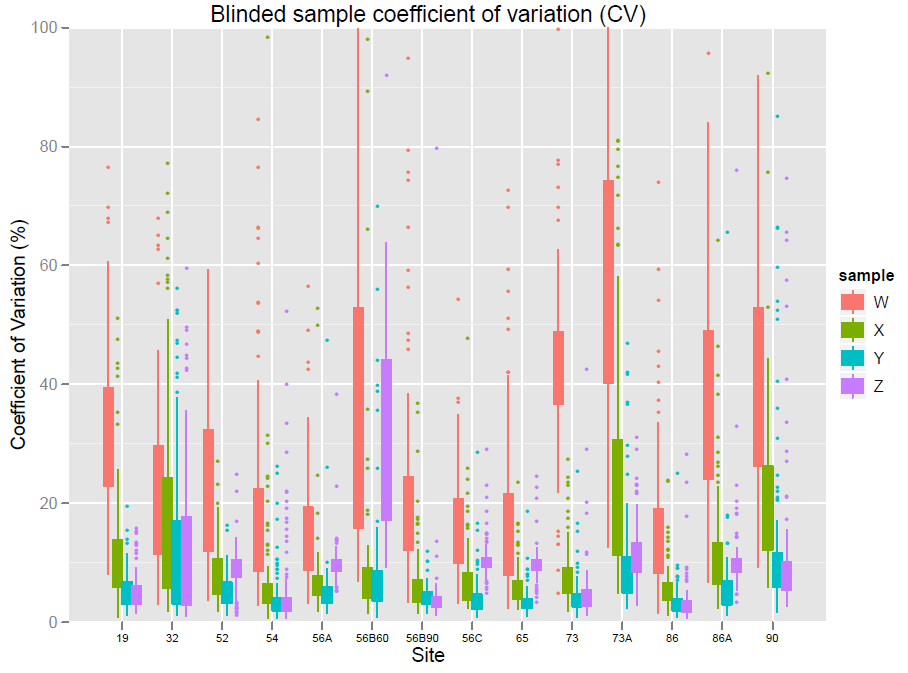 Blinded sample coefficient of variation (CV)
Coefficient of Variation (%)
100
80
60
40
20
0
19 32 52 54 56A 56B60 56B90 56C 65 73 73A 86 86A 90
Site
sample
W
X
Y
Z